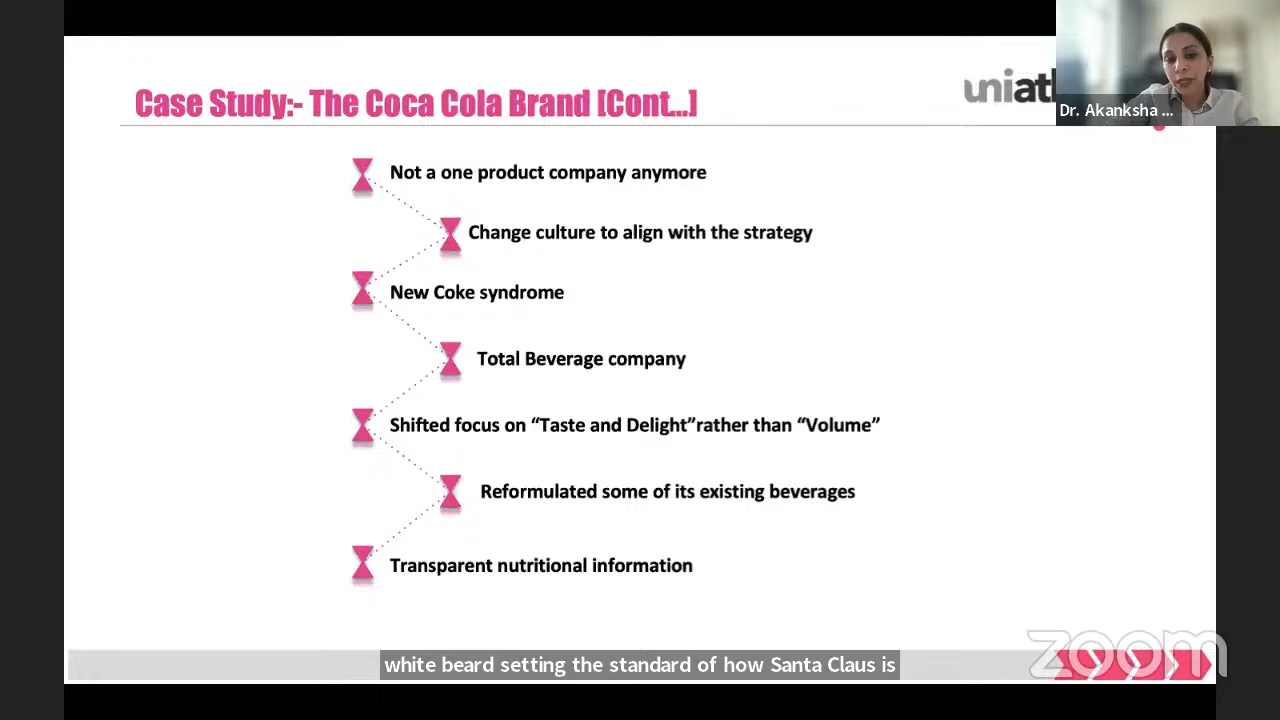 Case Study:- The Coca Cola Brand [Cont...]
uniatl
Dr. Akanksha ...
Not a one product company anymore
Change culture to align with the strategy
New Coke syndrome
Total Beverage company
Shifted focus on “Taste and Delight”rather than “Volume”
Reformulated some of its existing beverages
Transparent nutritional information
white beard setting the standard of how Santa Claus is
zoom